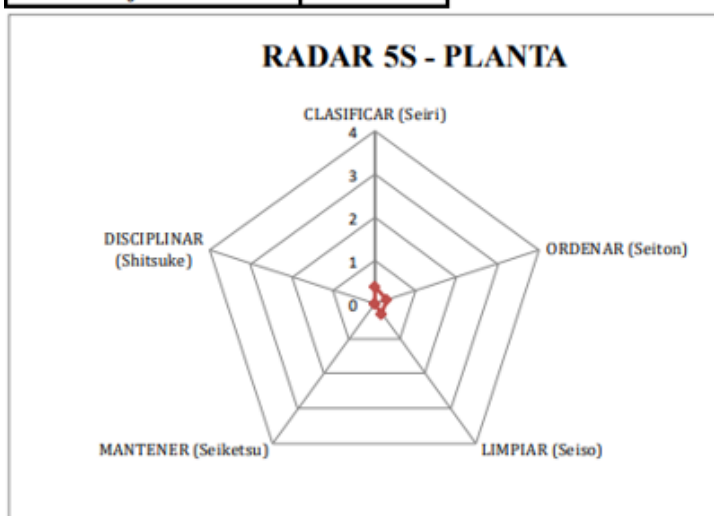 RADAR 5S - PLANTA
CLASIFICAR (Seiri)
4
3
2
1
0
DISCIPLINAR
(Shitsuke)
ORDENAR (Seiton)
MANTENER (Seiketsu)
LIMPIAR (Seiso)